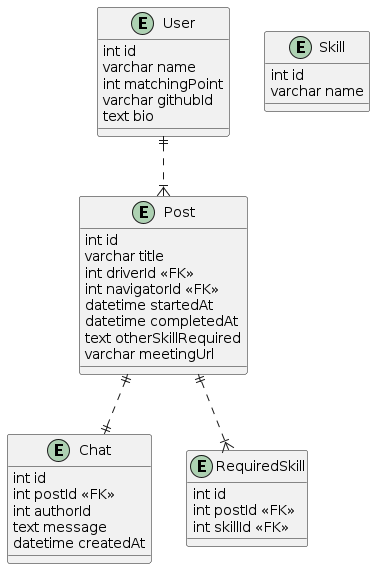 E User
int id
varchar name
int matchingPoint
varchar githubId
text bio
E Skill
int id
varchar name
E Post
int id
varchar title
int driverId «FK»
int navigatorId «FK»
datetime startedAt
datetime completedAt
text otherSkillRequired
varchar meetingUrl
E Chat
int id
int postId «FK»
int authorId
text message
datetime createdAt
E RequiredSkill
int id
int postId «FK»
int skillId «FK»